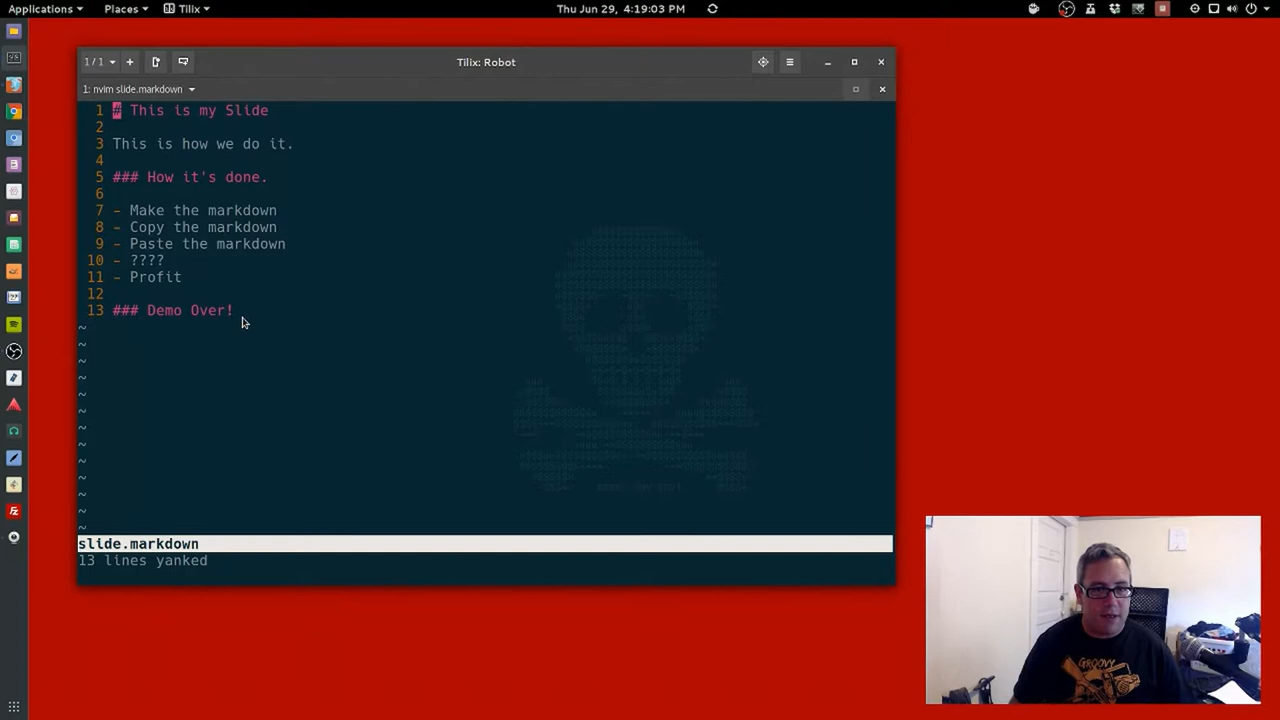 Applications Places Tilix Thu Jun 29, 4:19:03 PM
1 / 1 Tilix: Robot
1: nvim slide.markdown
1 # This is my Slide
2
3 This is how we do it.
4
5 ### How it's done.
6
7 - Make the markdown
8 - Copy the markdown
9 - Paste the markdown
10 - ????
11 - Profit
12
13 ### Demo Over!
~
~
~
~
~
~
~
~
~
~
~
~
~
slide.markdown
13 lines yanked
GROOVY